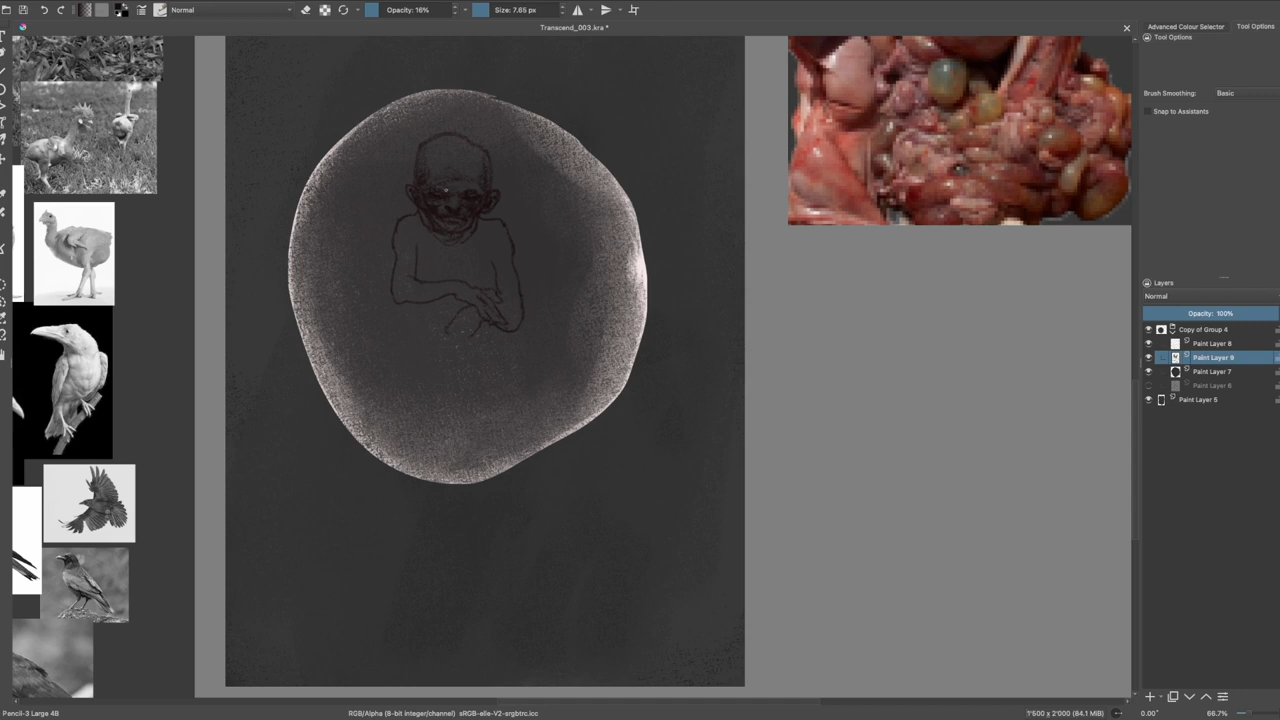 Normal
Opacity: 16%
Size: 7.65 px
Transcend_003.kra *
Advanced Colour Selector
Tool Options
Tool Options
Brush Smoothing:
Basic
Snap to Assistants
Layers
Normal
Opacity: 100%
Copy of Group 4
Paint Layer 8
Paint Layer 9
Paint Layer 7
Paint Layer 6
Paint Layer 5
Pencil-3 Large 4B
RGB/Alpha (8-bit integer/channel) sRGB-elle-V2-srgbtrc.icc
1'500 x 2'000 (84.1 MiB)
0.00°
66.7%